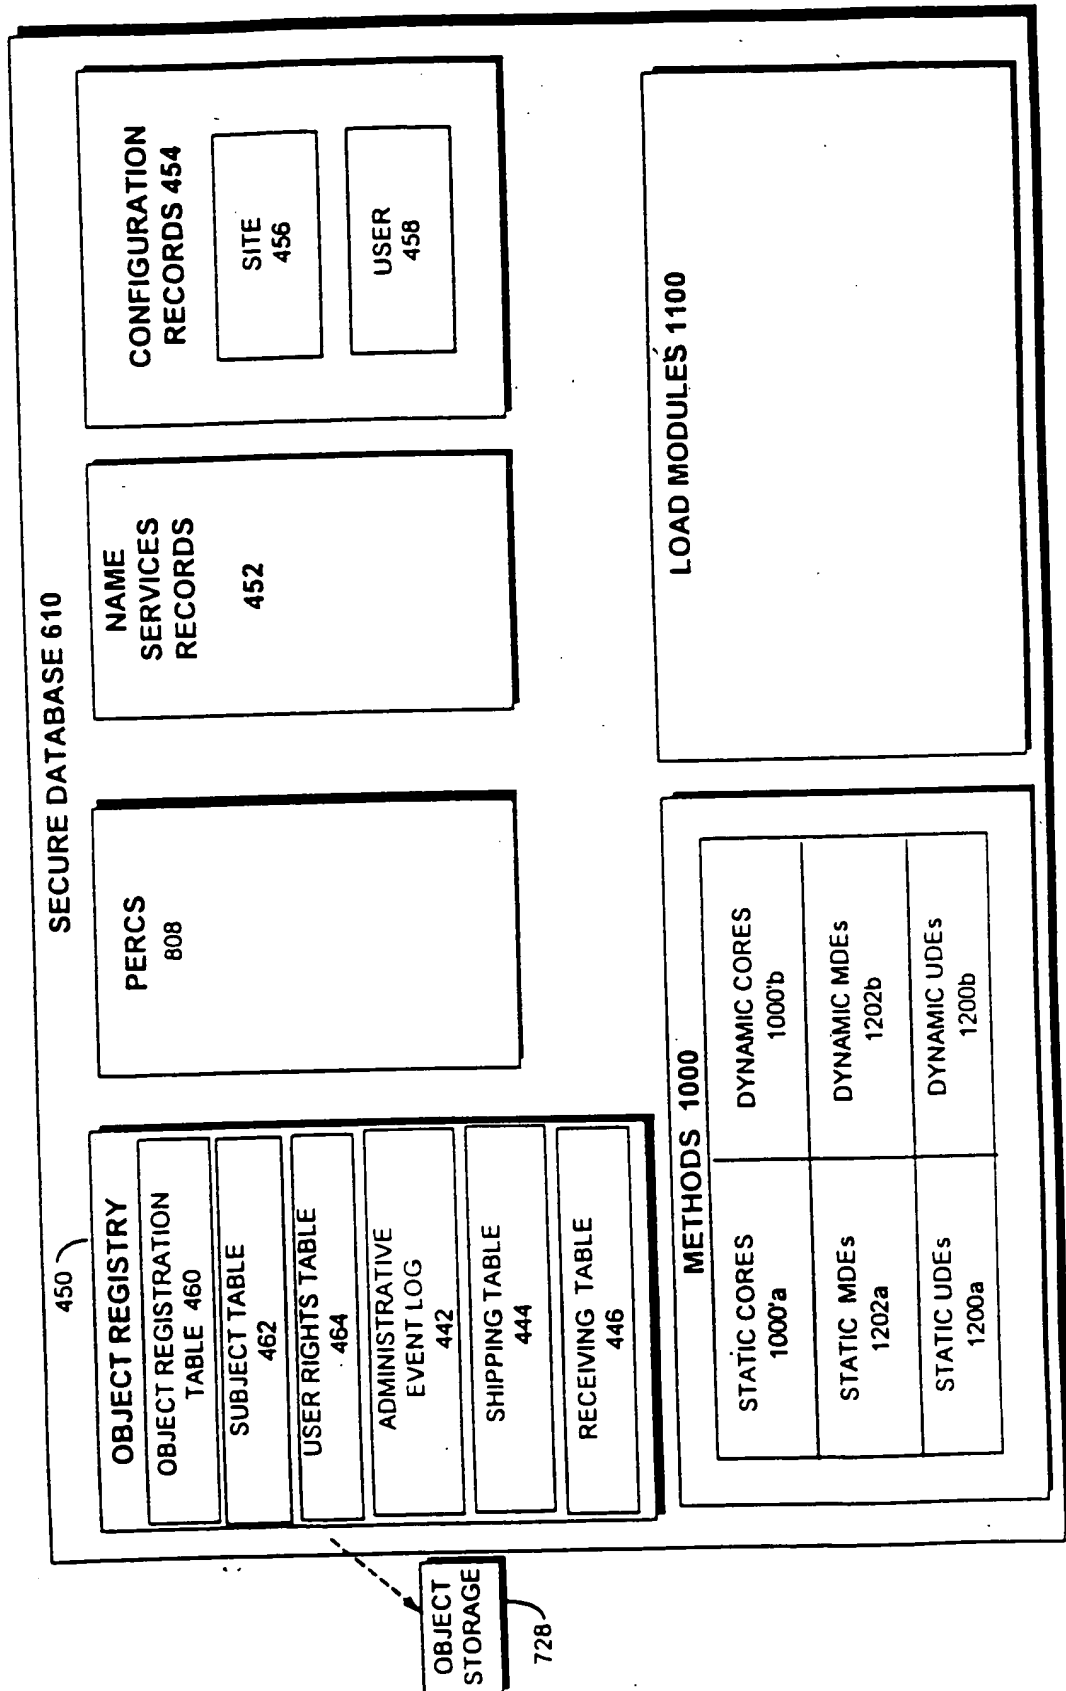 SECURE DATABASE 610
450
OBJECT REGISTRY
OBJECT REGISTRATION
TABLE 460
SUBJECT TABLE
462
USER RIGHTS TABLE
464
ADMINISTRATIVE
EVENT LOG
442
SHIPPING TABLE
444
RECEIVING TABLE
446
PERCS
808
NAME
SERVICES
RECORDS
452
CONFIGURATION
RECORDS 454
SITE
456
USER
458
OBJECT
STORAGE
728
METHODS 1000
STATIC CORES
1000'a
DYNAMIC CORES
1000'b
STATIC MDEs
1202a
DYNAMIC MDEs
1202b
STATIC UDEs
1200a
DYNAMIC UDEs
1200b
LOAD MODULES 1100